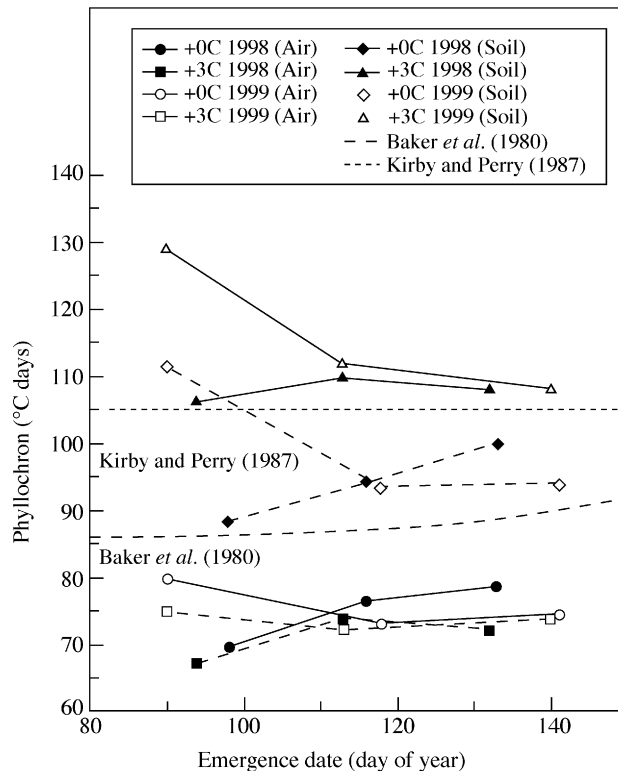 +0C 1998 (Air)
+3C 1998 (Air)
+0C 1999 (Air)
+3C 1999 (Air)
+0C 1998 (Soil)
+3C 1998 (Soil)
+0C 1999 (Soil)
+3C 1999 (Soil)
Baker et al. (1980)
Kirby and Perry (1987)
140
130
120
110
100
90
80
70
60
Phyllochron (°C days)
Kirby and Perry (1987)
Baker et al. (1980)
80
100
120
140
Emergence date (day of year)